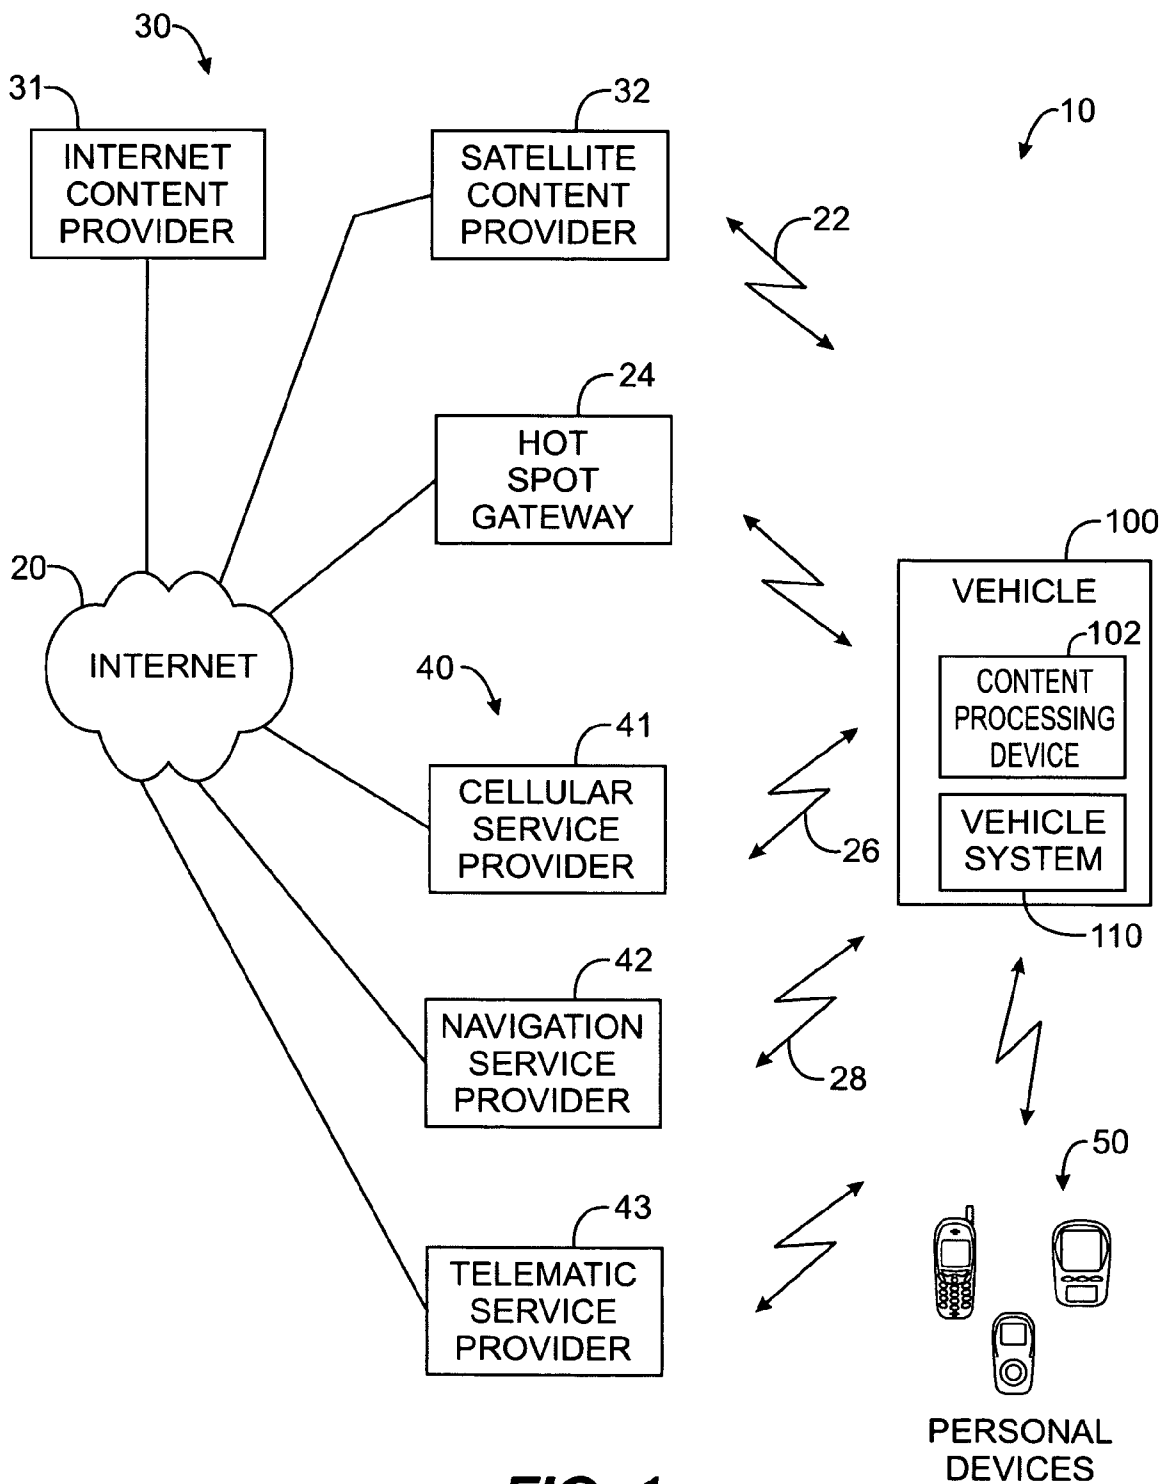 30
31
INTERNET
CONTENT
PROVIDER
32
SATELLITE
CONTENT
PROVIDER
10
22
24
HOT
SPOT
GATEWAY
20
INTERNET
100
VEHICLE
102
CONTENT
PROCESSING
DEVICE
VEHICLE
SYSTEM
110
40
41
CELLULAR
SERVICE
PROVIDER
26
42
NAVIGATION
SERVICE
PROVIDER
28
43
TELEMATIC
SERVICE
PROVIDER
50
PERSONAL
DEVICES
FIG. 1